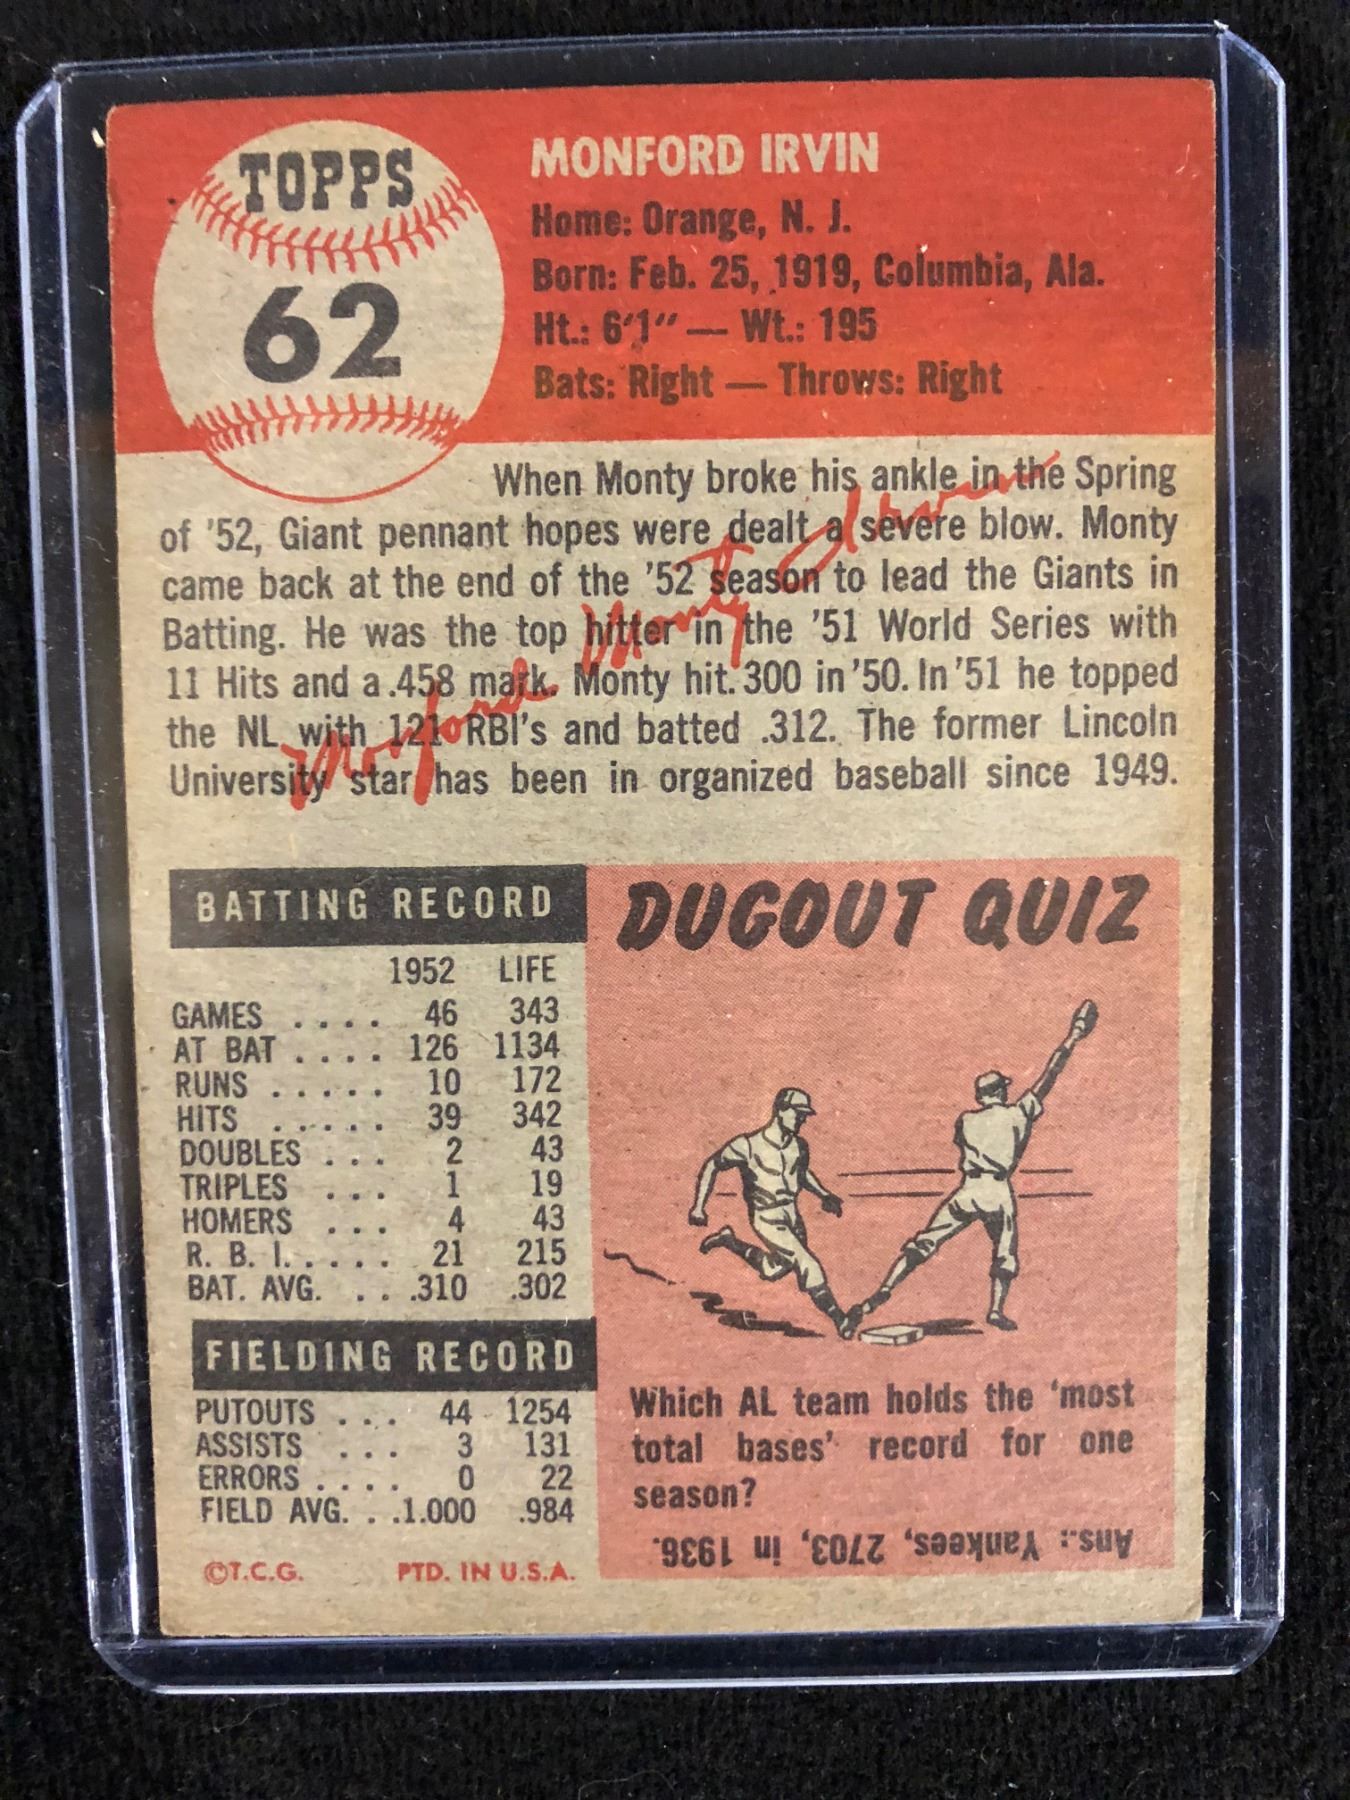 TOPPS
62
MONFORD IRVIN
Home: Orange, N. J.
Born: Feb. 25, 1919, Columbia, Ala.
Ht.: 6'1" — Wt.: 195
Bats: Right — Throws: Right
When Monty broke his ankle in the Spring
of '52, Giant pennant hopes were dealt a severe blow. Monty
came back at the end of the '52 season to lead the Giants in
Batting. He was the top hitter in the '51 World Series with
11 Hits and a .458 mark. Monty hit .300 in '50. In '51 he topped
the NL with 121 RBI's and batted .312. The former Lincoln
University star has been in organized baseball since 1949.
Monford Monty Irvin
BATTING RECORD
1952 LIFE
GAMES .... 46 343
AT BAT .... 126 1134
RUNS ..... 10 172
HITS ..... 39 342
DOUBLES ... 2 43
TRIPLES ... 1 19
HOMERS ... 4 43
R. B. I. .... 21 215
BAT. AVG. ... .310 .302
FIELDING RECORD
PUTOUTS ... 44 1254
ASSISTS ... 3 131
ERRORS .... 0 22
FIELD AVG. .. 1.000 .984
©T.C.G. PTD. IN U.S.A.
DUGOUT QUIZ
Which AL team holds the 'most
total bases' record for one
season?
Ans.: Yankees, 2703, in 1936.